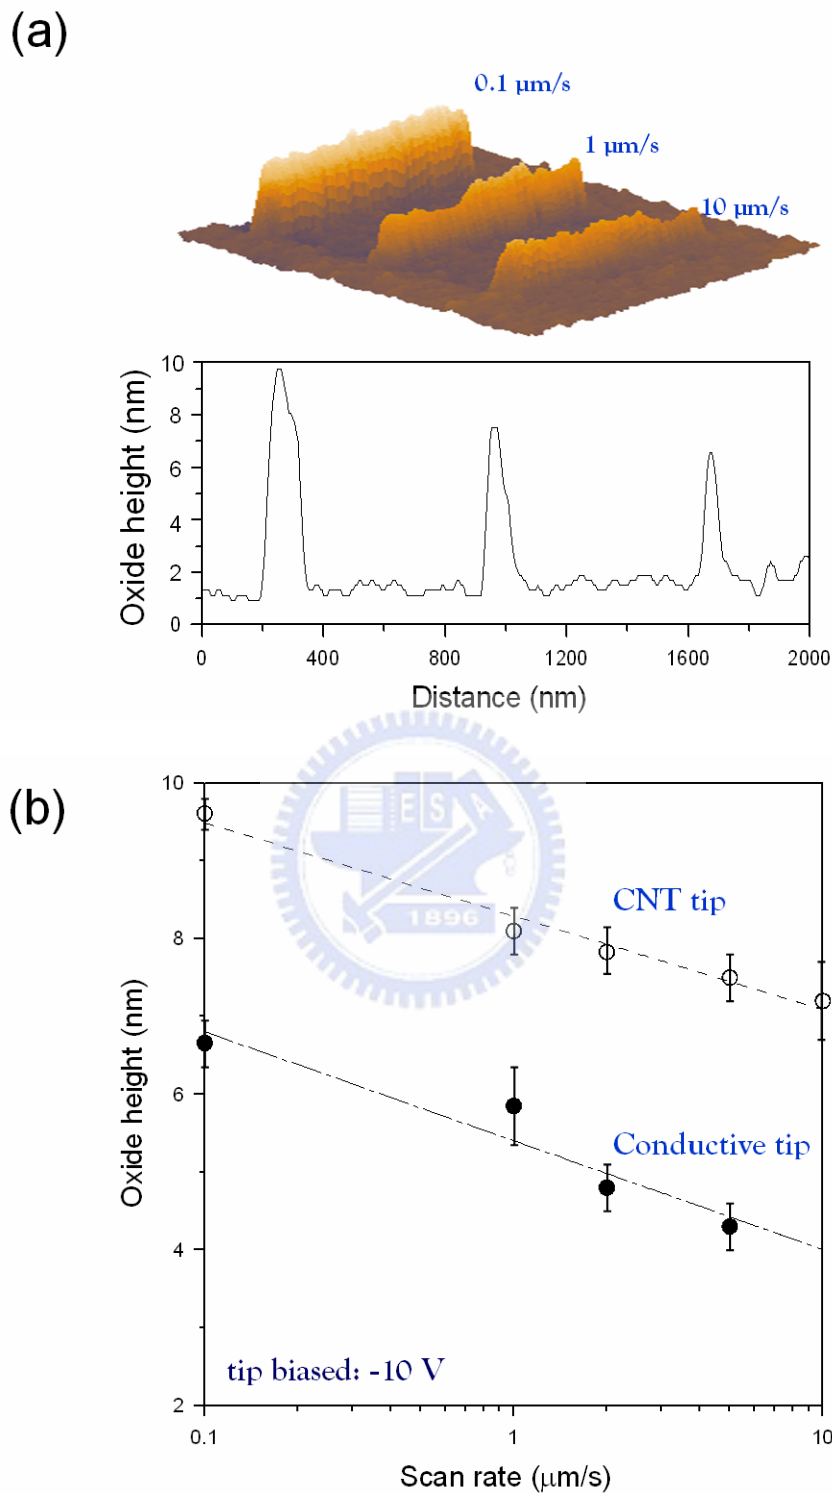 (a)
0.1 μm/s
1 μm/s
10 μm/s
Oxide height (nm)
10
8
6
4
2
0
0 400 800 1200 1600 2000
Distance (nm)
(b)
Oxide height (nm)
10
8
6
4
2
E S A
1896
CNT tip
Conductive tip
tip biased: -10 V
0.1 1 10
Scan rate (μm/s)